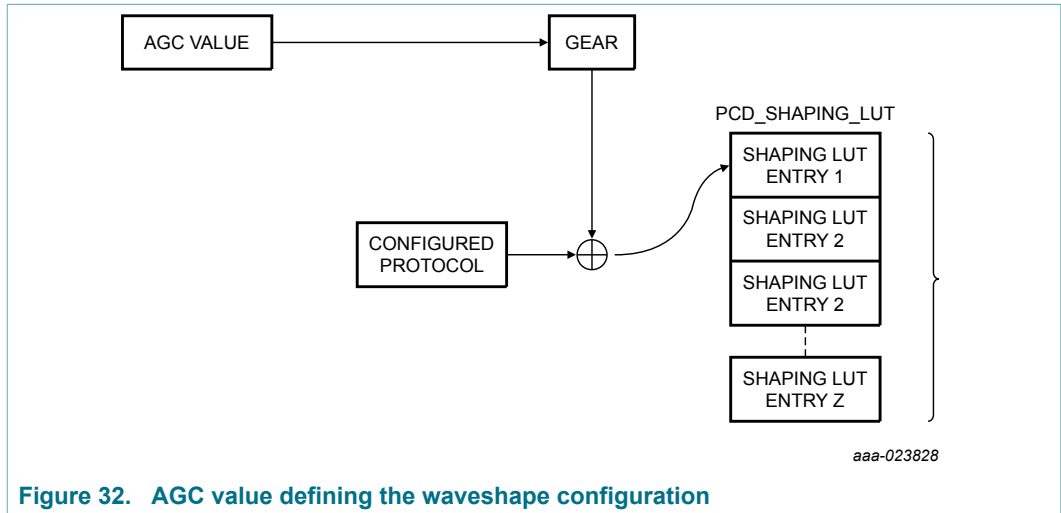 AGC VALUE
GEAR
PCD_SHAPING_LUT
SHAPING LUT
ENTRY 1
SHAPING LUT
ENTRY 2
SHAPING LUT
ENTRY 2
SHAPING LUT
ENTRY Z
CONFIGURED
PROTOCOL
aaa-023828
Figure 32. AGC value defining the waveshape configuration